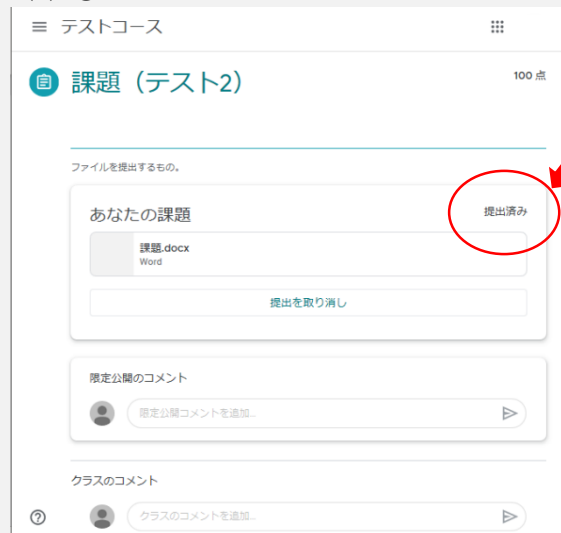 テストコース
課題（テスト2）
100 点
ファイルを提出するもの。
あなたの課題
提出済み
課題.docx
Word
提出を取り消し
限定公開のコメント
限定公開コメントを追加...
クラスのコメント
クラスのコメントを追加...